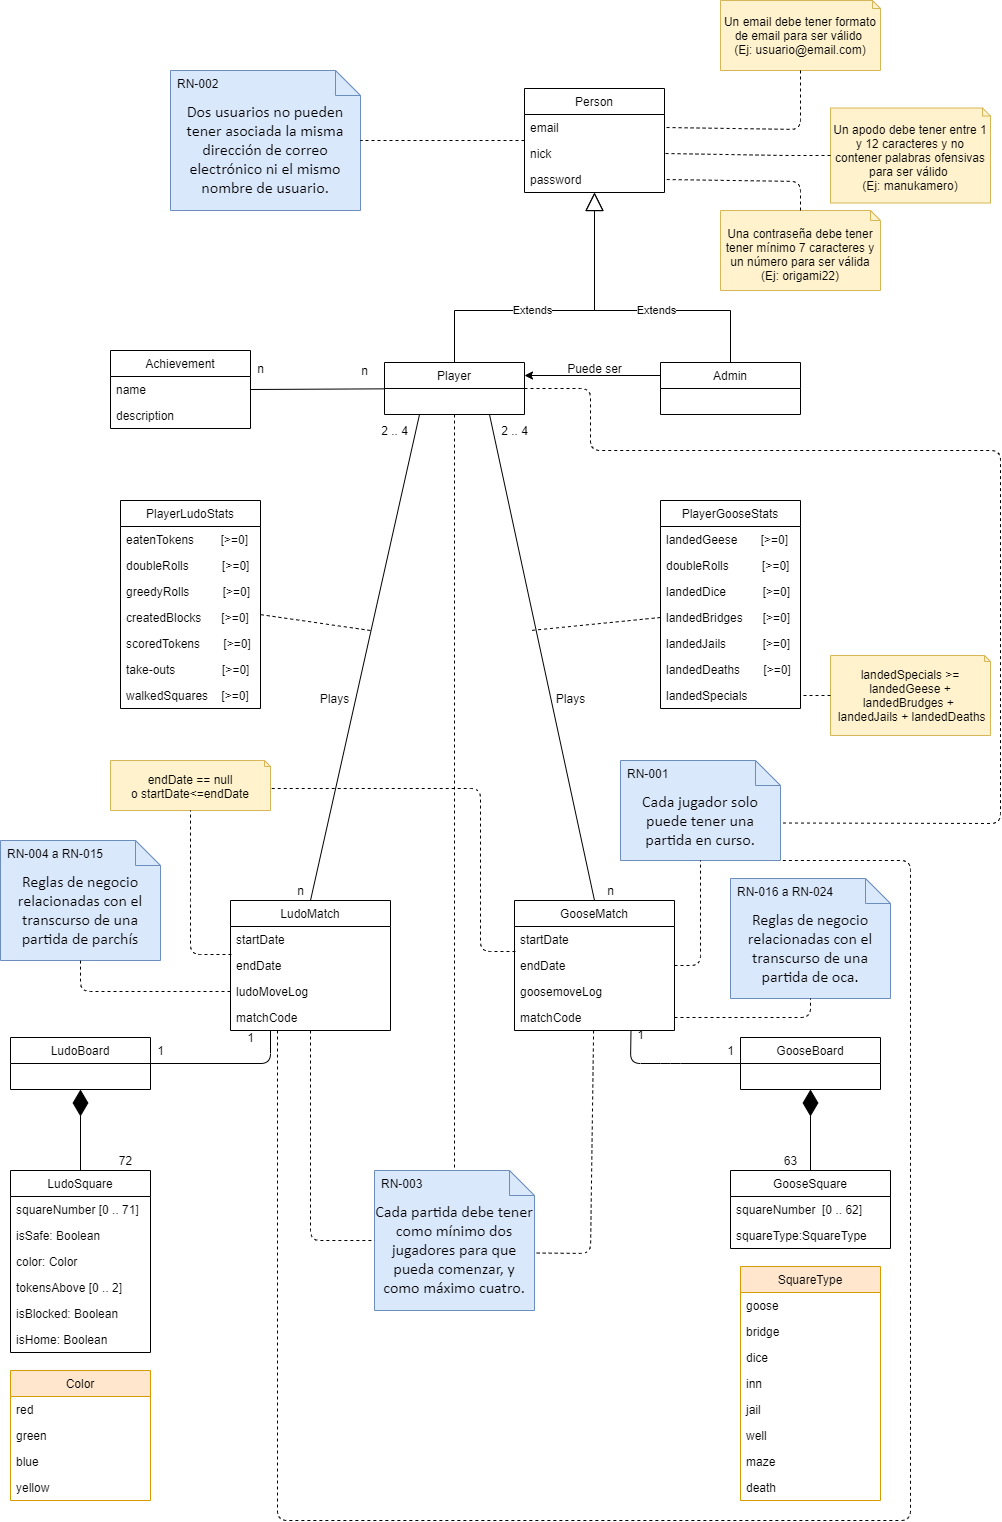 Un email debe tener formato
de email para ser válido
(Ej: usuario@email.com)
RN-002
Dos usuarios no pueden
tener asociada la misma
dirección de correo
electrónico ni el mismo
nombre de usuario.
Person
email
nick
password
Un apodo debe tener entre 1
y 12 caracteres y no
contener palabras ofensivas
para ser válido
(Ej: manukamero)
Una contraseña debe tener
tener mínimo 7 caracteres y
un número para ser válida
(Ej: origami22)
Extends
Extends
Achievement
name
description
n
n
Player
Puede ser
Admin
2 .. 4
2 .. 4
PlayerLudoStats
eatenTokens [>=0]
doubleRolls [>=0]
greedyRolls [>=0]
createdBlocks [>=0]
scoredTokens [>=0]
take-outs [>=0]
walkedSquares [>=0]
PlayerGooseStats
landedGeese [>=0]
doubleRolls [>=0]
landedDice [>=0]
landedBridges [>=0]
landedJails [>=0]
landedDeaths [>=0]
landedSpecials
landedSpecials >=
landedGeese +
landedBrudges +
landedJails + landedDeaths
Plays
Plays
endDate == null
o startDate<=endDate
RN-001
Cada jugador solo
puede tener una
partida en curso.
RN-004 a RN-015
Reglas de negocio
relacionadas con el
transcurso de una
partida de parchís
RN-016 a RN-024
Reglas de negocio
relacionadas con el
transcurso de una
partida de oca.
n
n
LudoMatch
startDate
endDate
ludoMoveLog
matchCode
GooseMatch
startDate
endDate
goosemoveLog
matchCode
1
1
1
1
LudoBoard
GooseBoard
72
63
LudoSquare
squareNumber [0 .. 71]
isSafe: Boolean
color: Color
tokensAbove [0 .. 2]
isBlocked: Boolean
isHome: Boolean
RN-003
Cada partida debe tener
como mínimo dos
jugadores para que
pueda comenzar, y
como máximo cuatro.
GooseSquare
squareNumber [0 .. 62]
squareType:SquareType
Color
red
green
blue
yellow
SquareType
goose
bridge
dice
inn
jail
well
maze
death